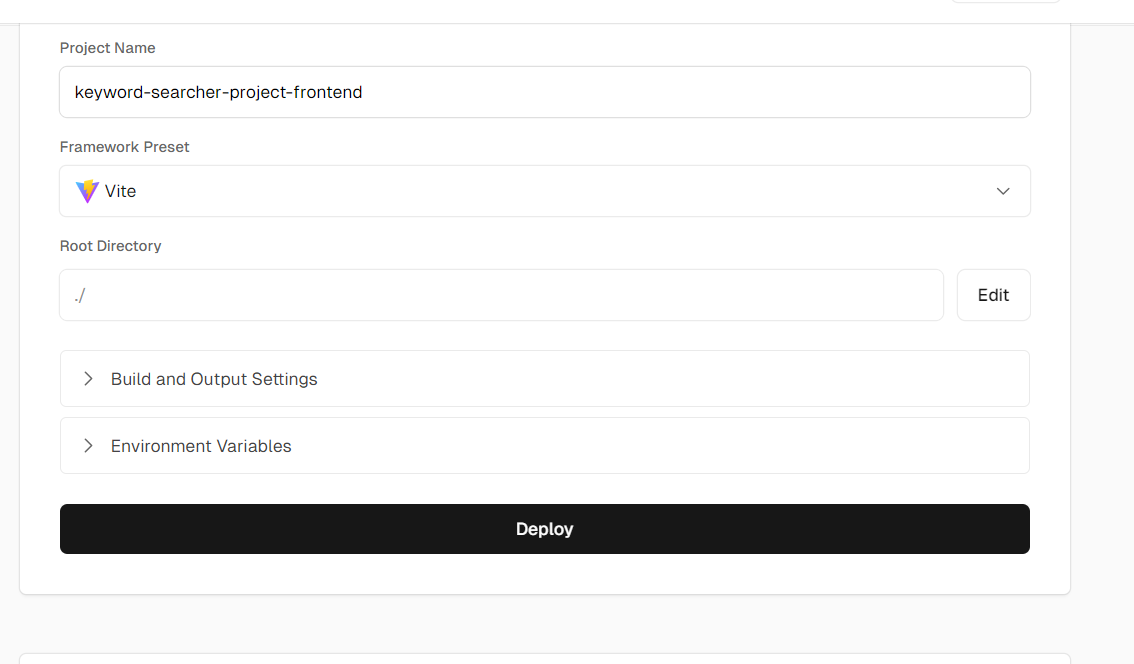 Project Name
keyword-searcher-project-frontend
Framework Preset
Vite
Root Directory
./
Edit
Build and Output Settings
Environment Variables
Deploy